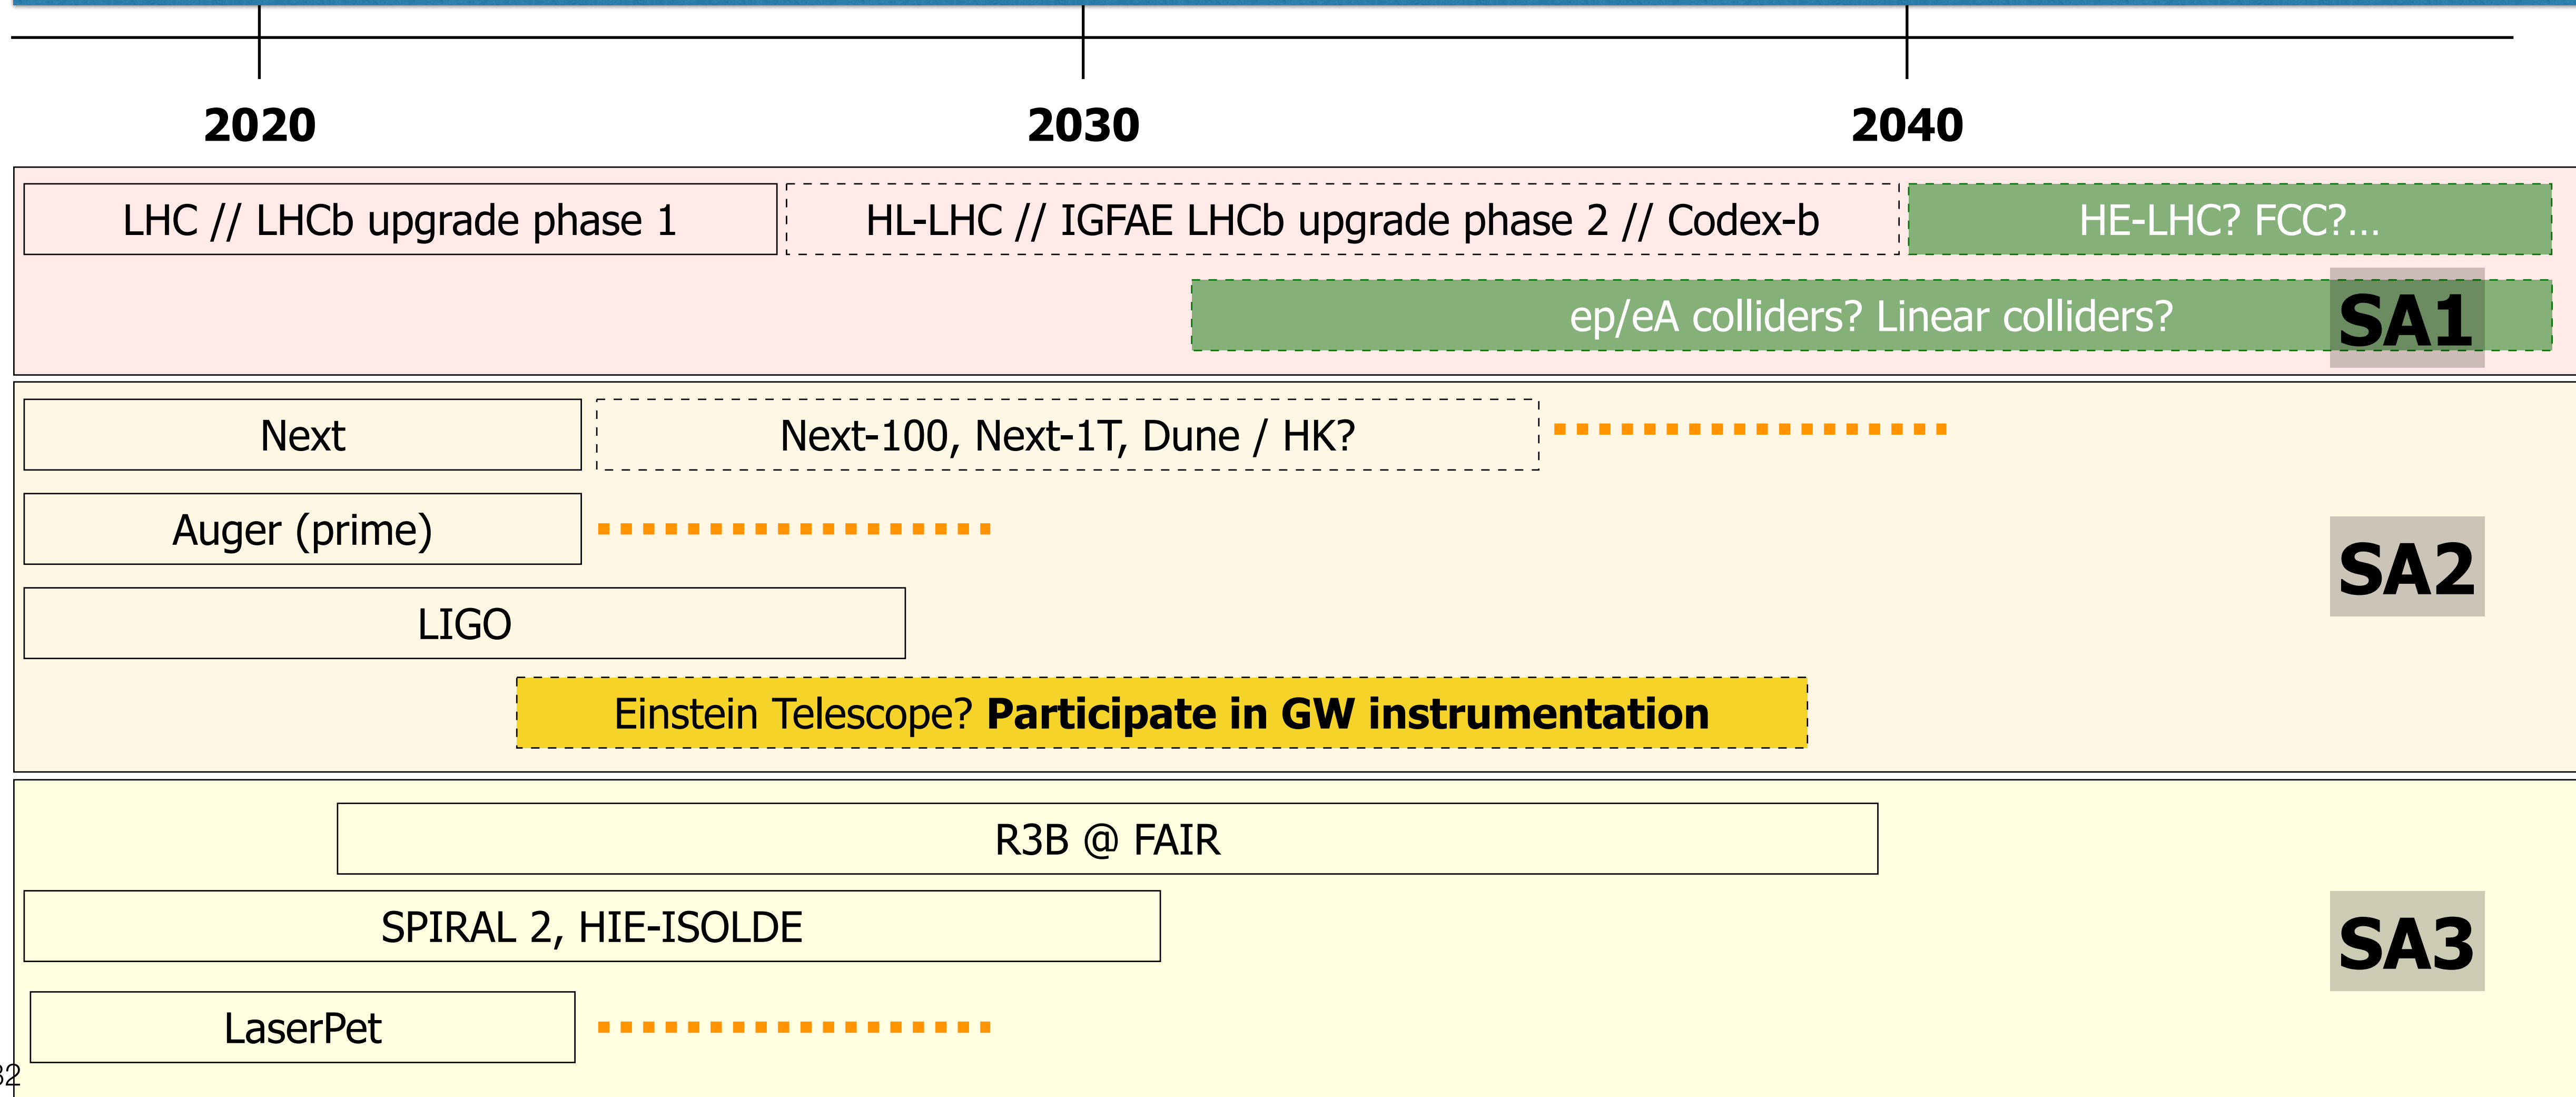 2020 2030 2040
LHC // LHCb upgrade phase 1
HL-LHC // IGFAE LHCb upgrade phase 2 // Codex-b
HE-LHC? FCC?...
ep/eA colliders? Linear colliders?
SA1
Next
Next-100, Next-1T, Dune / HK?
Auger (prime)
SA2
LIGO
Einstein Telescope? Participate in GW instrumentation
R3B @ FAIR
SPIRAL 2, HIE-ISOLDE
SA3
LaserPet
32